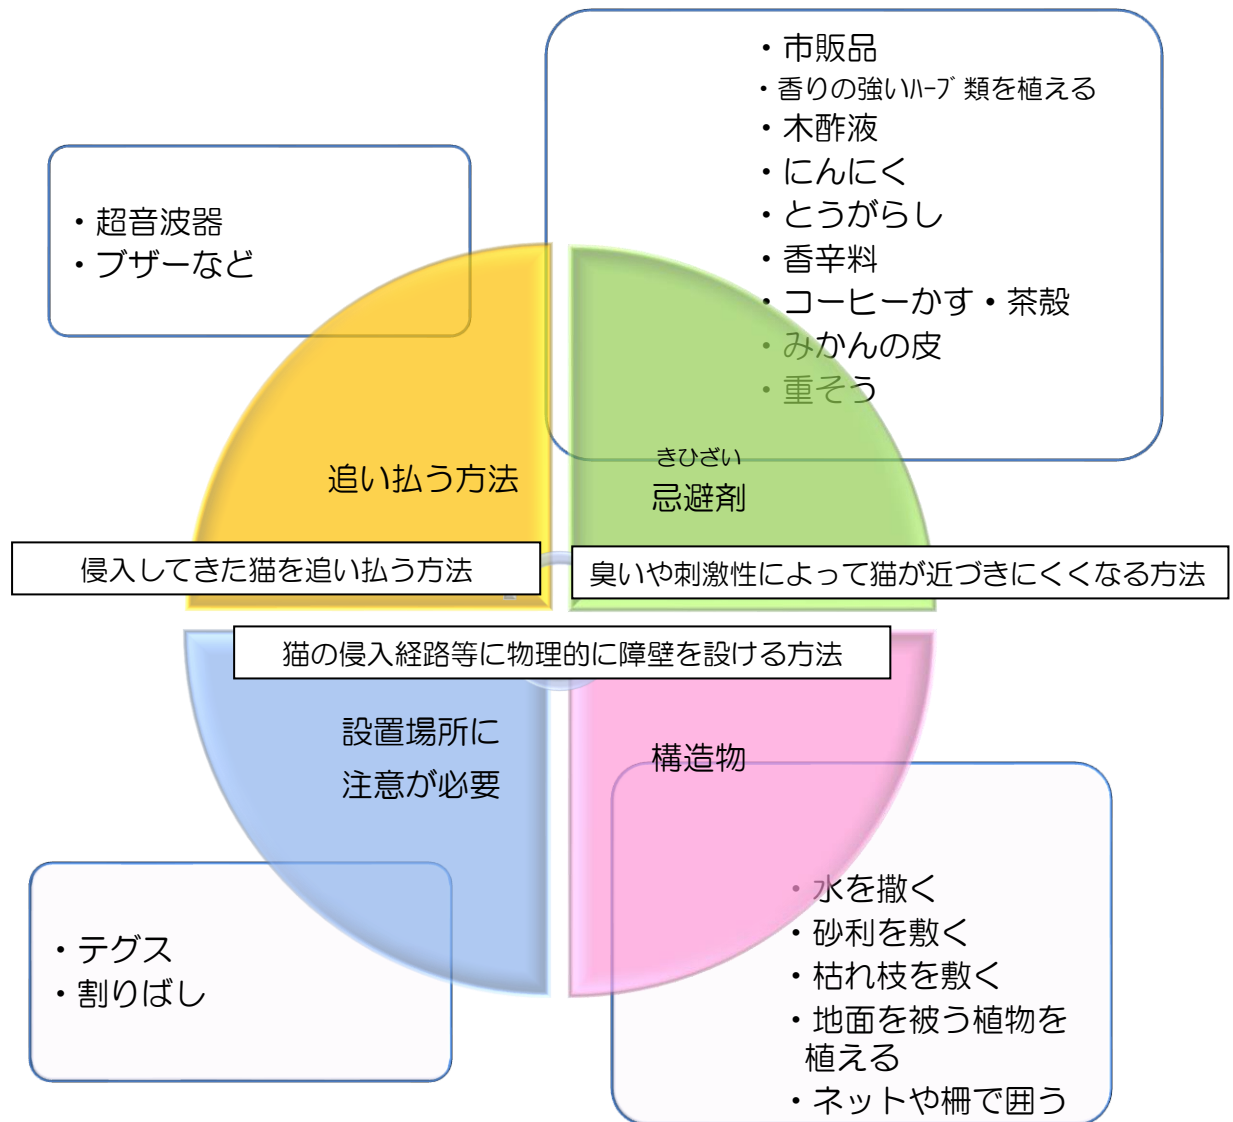 ・市販品
・香りの強いﾊｰﾌﾞ類を植える
・木酢液
・にんにく
・とうがらし
・香辛料
・コーヒーかす・茶殻
・みかんの皮
・重そう
・超音波器
・ブザーなど
追い払う方法
きひざい
忌避剤
侵入してきた猫を追い払う方法
臭いや刺激性によって猫が近づきにくくなる方法
猫の侵入経路等に物理的に障壁を設ける方法
設置場所に
注意が必要
構造物
・テグス
・割りばし
・水を撒く
・砂利を敷く
・枯れ枝を敷く
・地面を被う植物を
植える
・ネットや柵で囲う